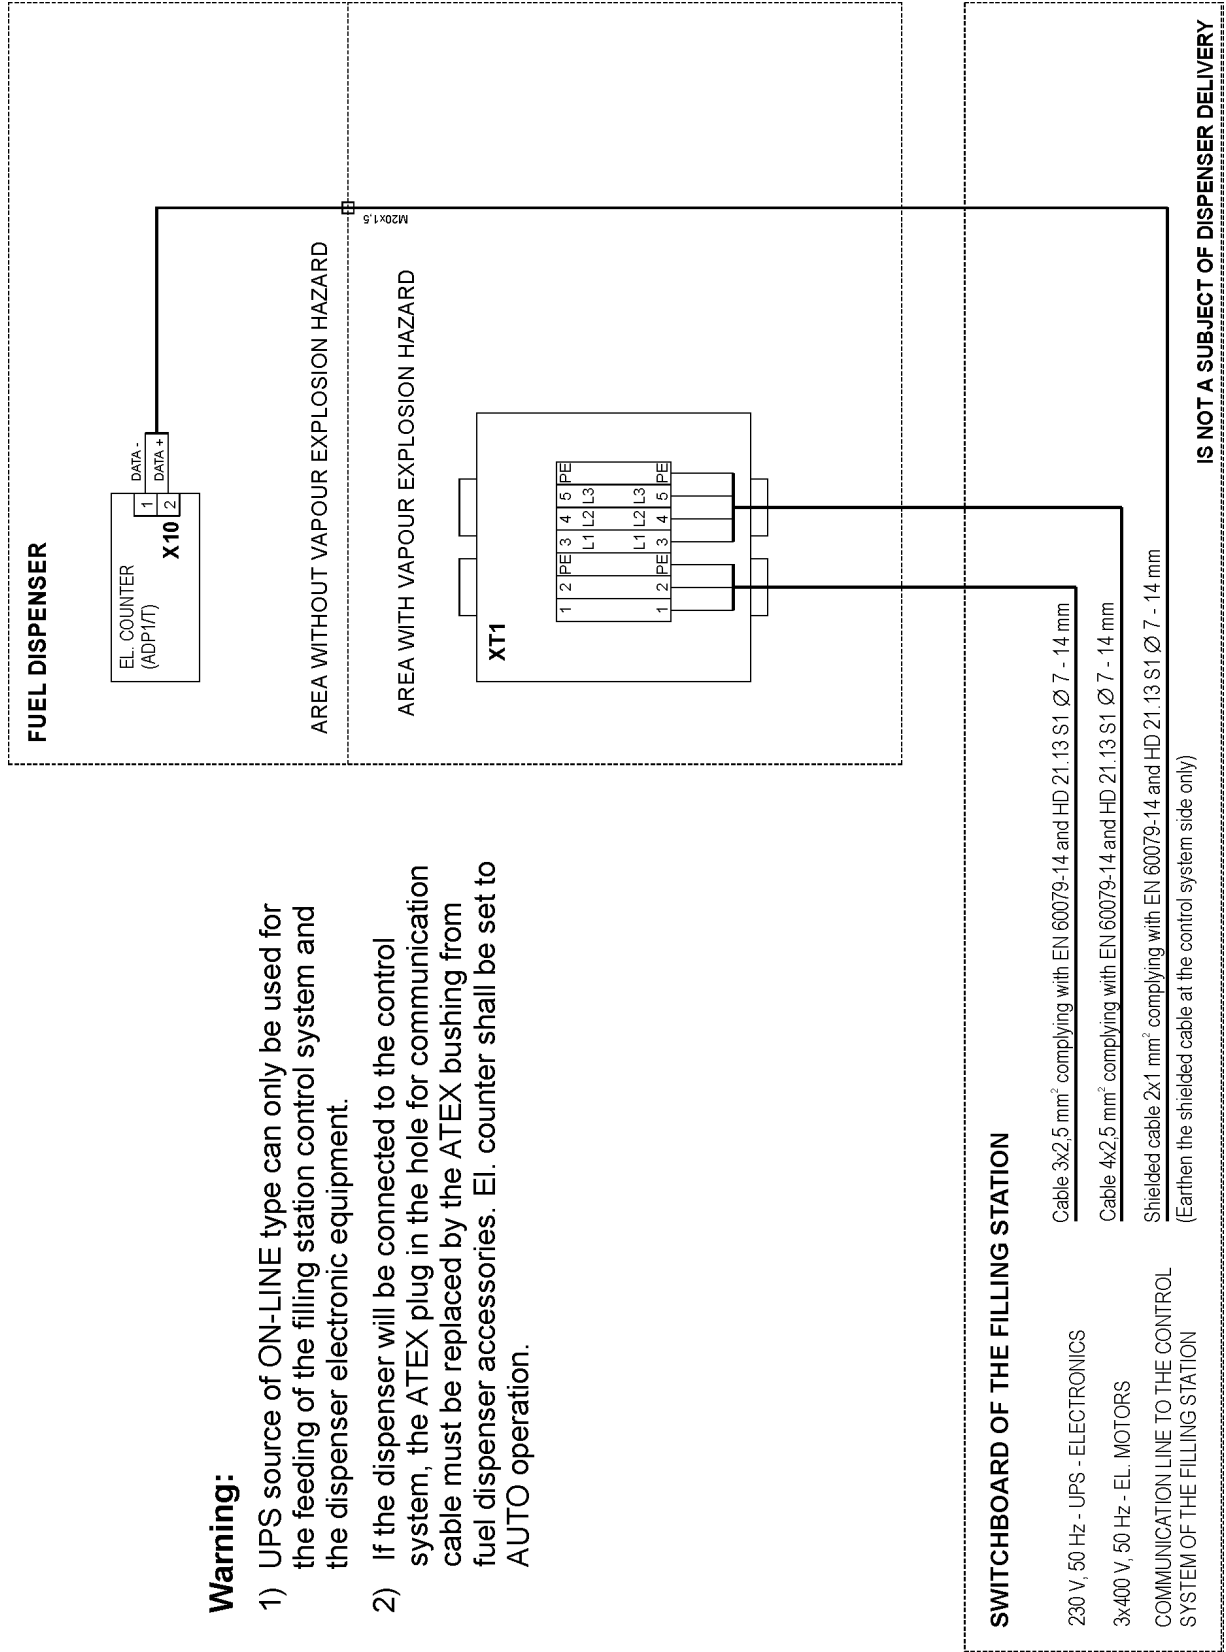 FUEL DISPENSER
EL. COUNTER
(ADP1/T)
X10
1
2
DATA -
DATA +
AREA WITHOUT VAPOUR EXPLOSION HAZARD
M20x1,5
AREA WITH VAPOUR EXPLOSION HAZARD
XT1
1 2 PE 3 4 5 PE
L1 L2 L3
L1 L2 L3
1 2 PE 3 4 5 PE
Warning:
1) UPS source of ON-LINE type can only be used for
the feeding of the filling station control system and
the dispenser electronic equipment.
2) If the dispenser will be connected to the control
system, the ATEX plug in the hole for communication
cable must be replaced by the ATEX bushing from
fuel dispenser accessories. El. counter shall be set to
AUTO operation.
SWITCHBOARD OF THE FILLING STATION
230 V, 50 Hz - UPS - ELECTRONICS
Cable 3x2,5 mm² complying with EN 60079-14 and HD 21.13 S1 Ø 7 - 14 mm
3x400 V, 50 Hz - EL. MOTORS
Cable 4x2,5 mm² complying with EN 60079-14 and HD 21.13 S1 Ø 7 - 14 mm
COMMUNICATION LINE TO THE CONTROL
SYSTEM OF THE FILLING STATION
Shielded cable 2x1 mm² complying with EN 60079-14 and HD 21.13 S1 Ø 7 - 14 mm
(Earthen the shielded cable at the control system side only)
IS NOT A SUBJECT OF DISPENSER DELIVERY